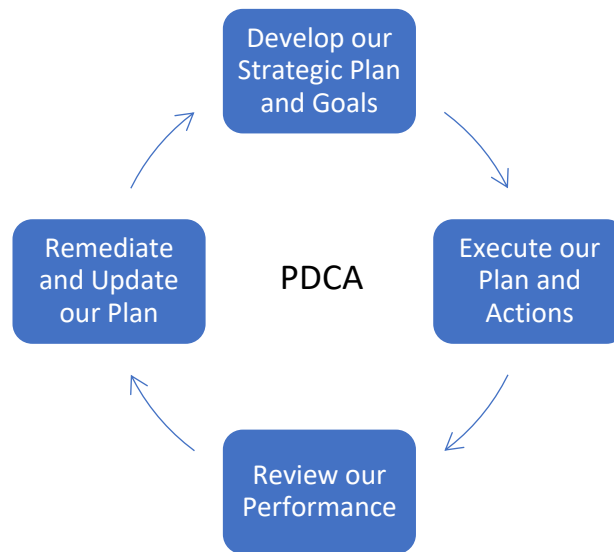 Develop our
Strategic Plan
and Goals
Remediate
and Update
our Plan
PDCA
Execute our
Plan and
Actions
Review our
Performance